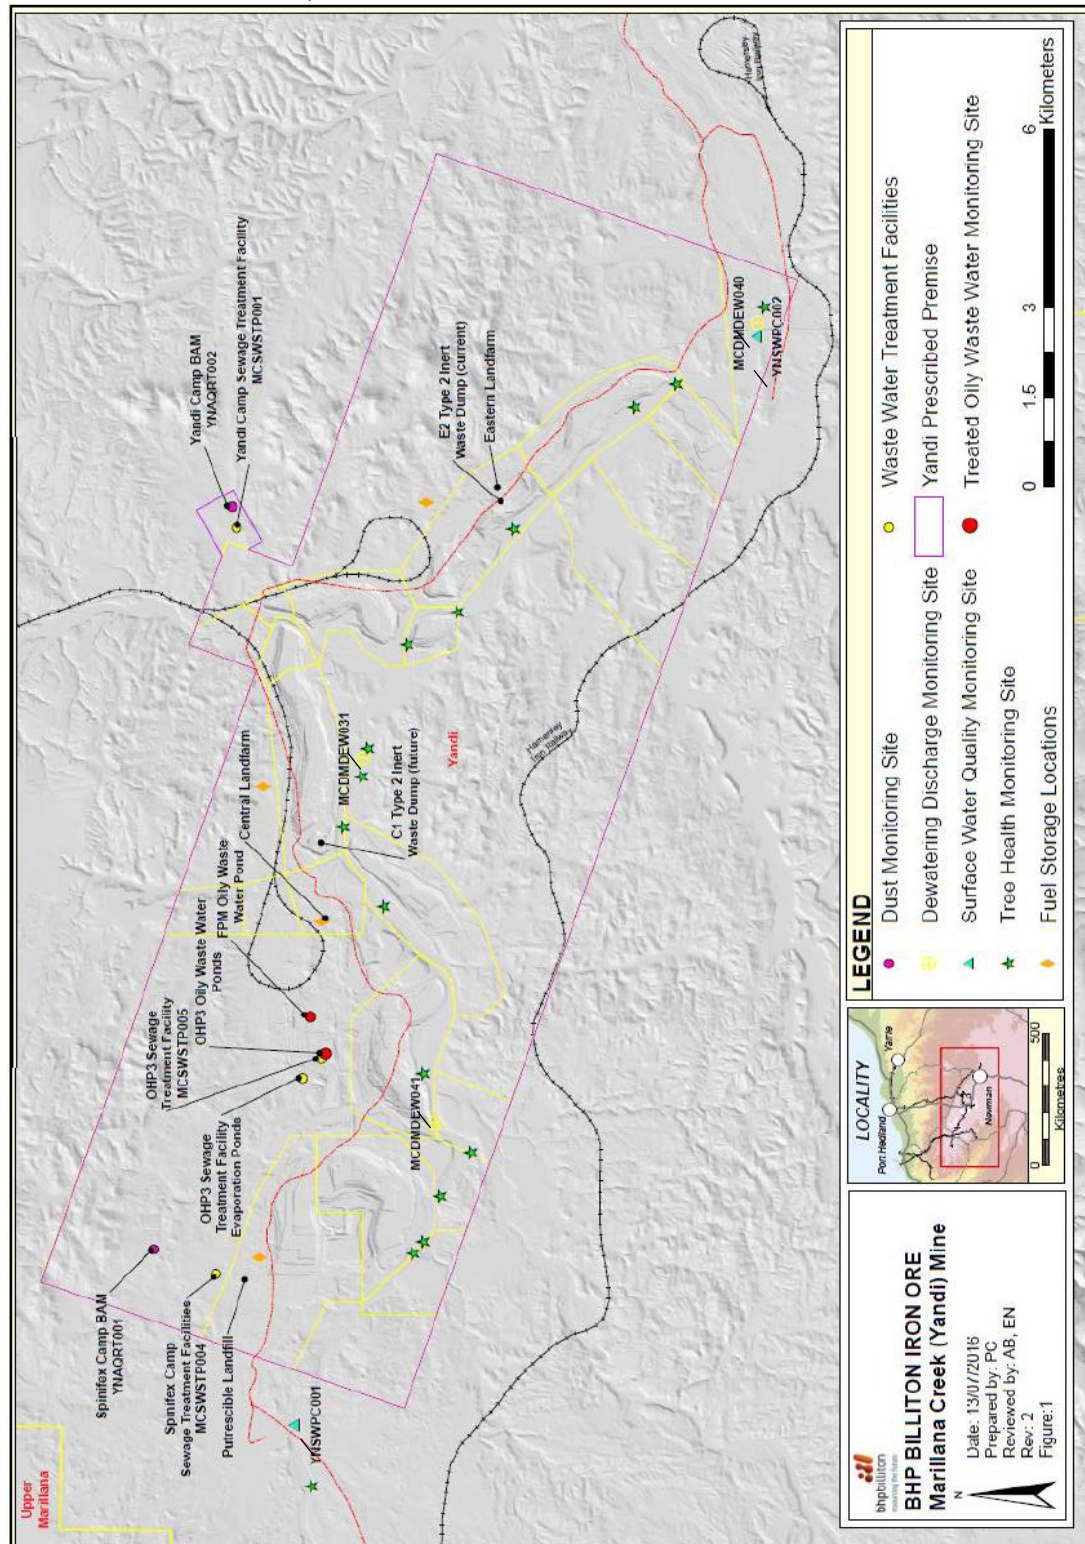 Upper
Marillana
Spinifex Camp BAM
YNAQRT001
Spinifex Camp
Sewage Treatment Facilities
MCSWSTP004
Putrescible Landfill
YNSWPC001
OHP3 Sewage
Treatment Facility
Evaporation Ponds
OHP3 Sewage
Treatment Facility
MCSWSTP005
OHP3 Oily Waste Water
Ponds
FPM Oily Waste
Water Pond
Central Landfarm
MCDMDEW041
MCDMDEW031
C1 Type 2 Inert
Waste Dump (future)
Yandi
Hamersley
Iron Railway
Yandi Camp BAM
YNAQRT002
Yandi Camp Sewage Treatment Facility
MCSWSTP001
E2 Type 2 Inert
Waste Dump (current)
Eastern Landfarm
MCDMDEW040
YNSWPC002
Hamersley
Iron Railway
bhpbilliton
resourcing the future
BHP BILLITON IRON ORE
Marillana Creek (Yandi) Mine
N
Date: 13/07/2016
Prepared by: PC
Reviewed by: AB, EN
Rev: 2
Figure:1
LOCALITY
Port Hedland
Yarrie
Newman
0 500
Kilometres
LEGEND
Dust Monitoring Site
Waste Water Treatment Facilities
Dewatering Discharge Monitoring Site
Yandi Prescribed Premise
Surface Water Quality Monitoring Site
Treated Oily Waste Water Monitoring Site
Tree Health Monitoring Site
Fuel Storage Locations
0 1.5 3 6
Kilometers